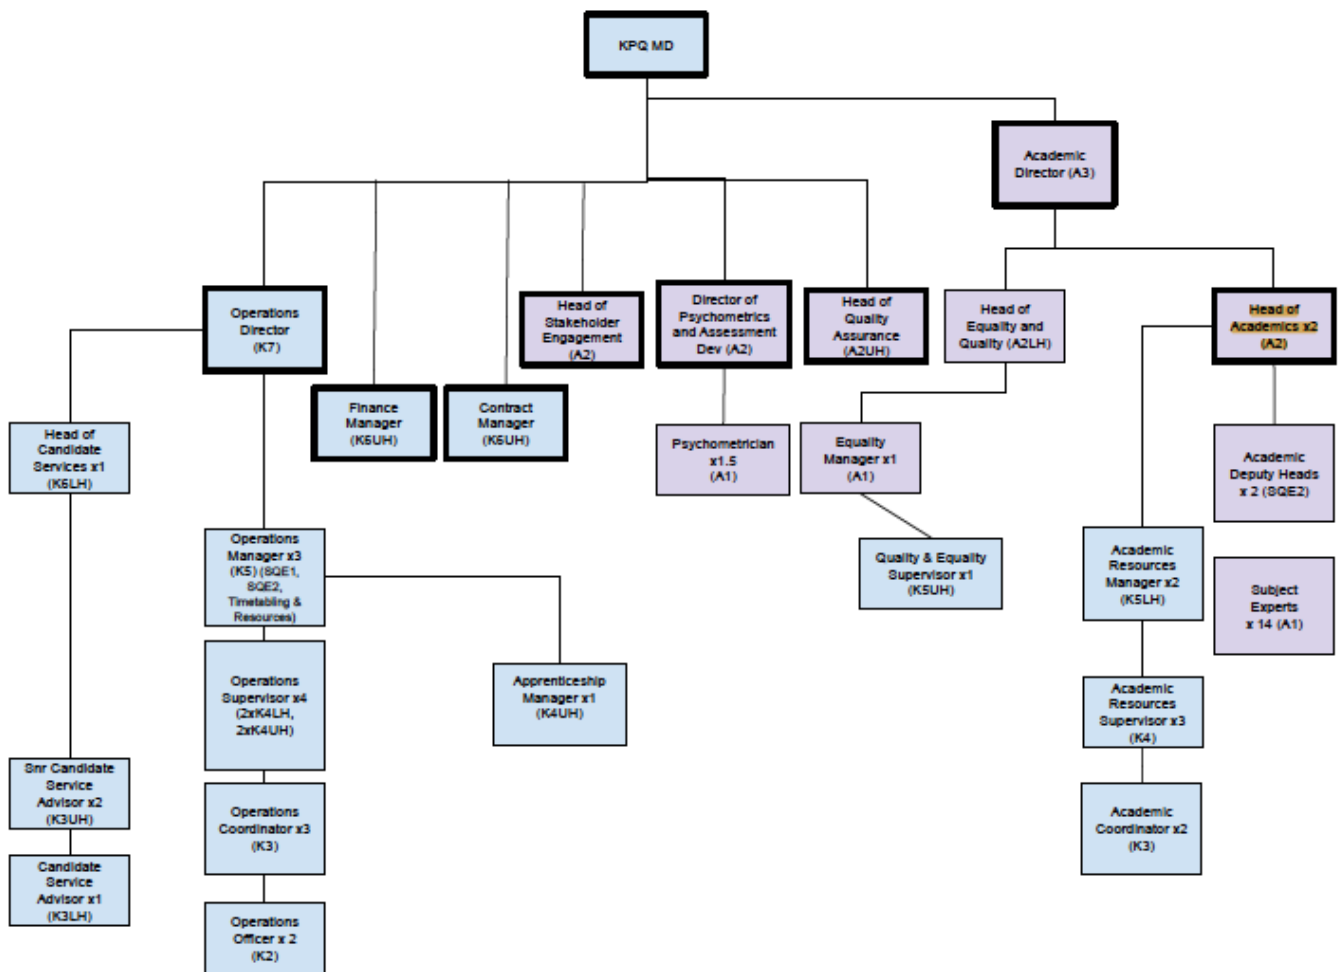 KPQ MD
Academic
Director (A3)
Operations
Director
(K7)
Finance
Manager
(K6UH)
Contract
Manager
(K6UH)
Head of
Stakeholder
Engagement
(A2)
Director of
Psychometrics
and Assessment
Dev (A2)
Head of
Quality
Assurance
(A2UH)
Head of
Equality and
Quality (A2LH)
Head of
Academics x2
(A2)
Head of
Candidate
Services x1
(K6LH)
Psychometrician
x1.5
(A1)
Equality
Manager x1
(A1)
Academic
Deputy Heads
x 2 (SQE2)
Operations
Manager x3
(K5) (SQE1,
SQE2,
Timetabling &
Resources)
Quality & Equality
Supervisor x1
(K5UH)
Academic
Resources
Manager x2
(K5LH)
Subject
Experts
x 14 (A1)
Operations
Supervisor x4
(2xK4LH,
2xK4UH)
Apprenticeship
Manager x1
(K4UH)
Academic
Resources
Supervisor x3
(K4)
Snr Candidate
Service
Advisor x2
(K3UH)
Operations
Coordinator x3
(K3)
Academic
Coordinator x2
(K3)
Candidate
Service
Advisor x1
(K3LH)
Operations
Officer x 2
(K2)